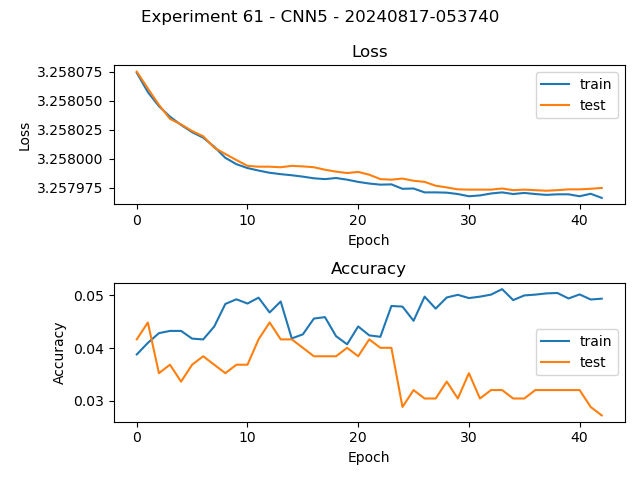 Experiment 61 - CNN5 - 20240817-053740
Loss
3.258075
3.258050
3.258025
3.258000
3.257975
Loss
train
test
0
10
20
30
40
Epoch
Accuracy
0.05
0.04
0.03
Accuracy
train
test
0
10
20
30
40
Epoch